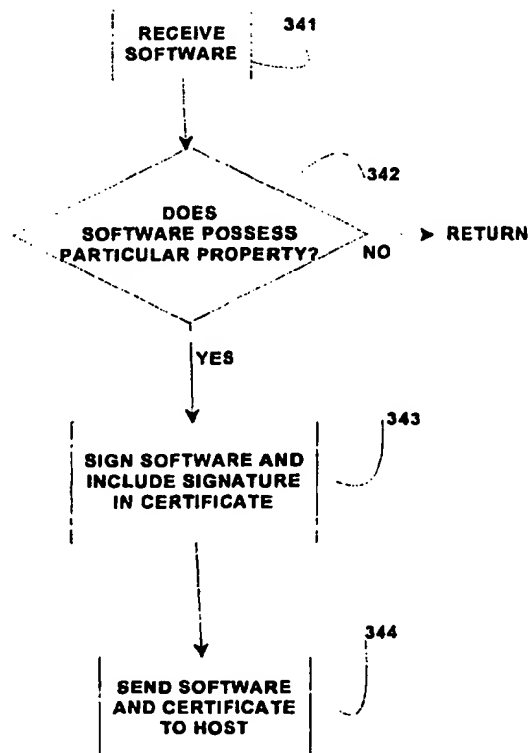 RECEIVE
SOFTWARE
341
342
DOES
SOFTWARE POSSESS
PARTICULAR PROPERTY?
NO
RETURN
YES
343
SIGN SOFTWARE AND
INCLUDE SIGNATURE
IN CERTIFICATE
344
SEND SOFTWARE
AND CERTIFICATE
TO HOST